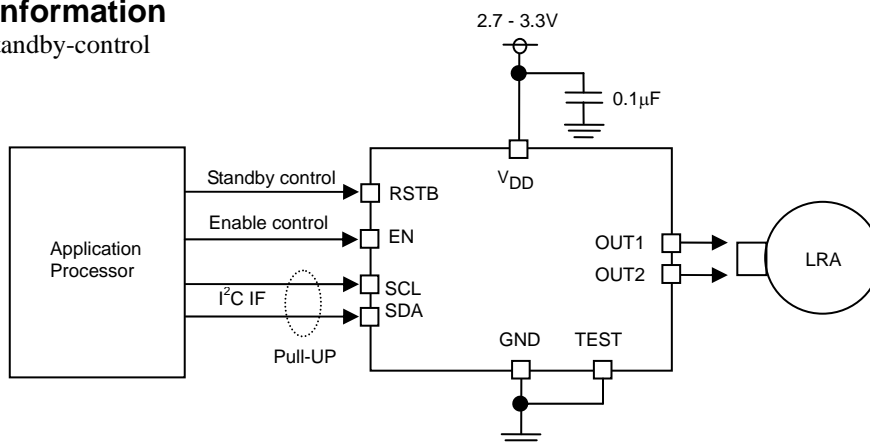 nformation
tandby-control
2.7 - 3.3V
0.1μF
VDD
Application
Processor
Standby control
Enable control
I²C IF
Pull-UP
RSTB
EN
SCL
SDA
OUT1
OUT2
LRA
GND TEST